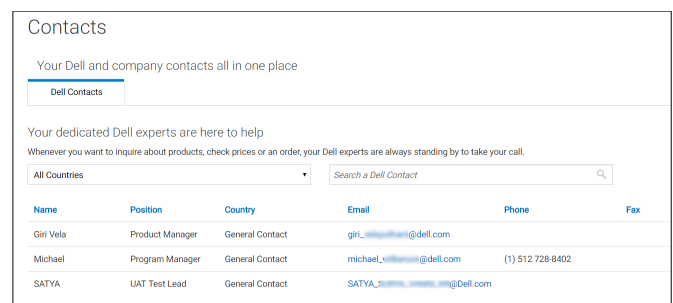 Contacts
Your Dell and company contacts all in one place
Dell Contacts
Your dedicated Dell experts are here to help
Whenever you want to inquire about products, check prices or an order, your Dell experts are always standing by to take your call.
All Countries Search a Dell Contact
Name Position Country Email Phone Fax
Giri Vela Product Manager General Contact giri_ @dell.com
Michael Program Manager General Contact michael_ @dell.com (1) 512 728-8402
SATYA UAT Test Lead General Contact SATYA_ @Dell.com